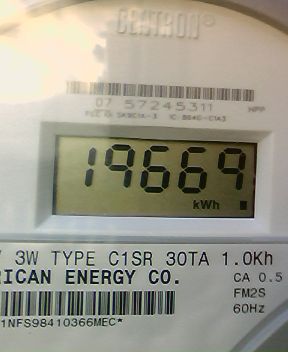 CENTRON®
07 57245311
19669
kWh
3W TYPE C1SR 30TA 1.0Kh
RICAN ENERGY CO.
CA 0.5
FM2S
60Hz
1NFS98410366MEC*